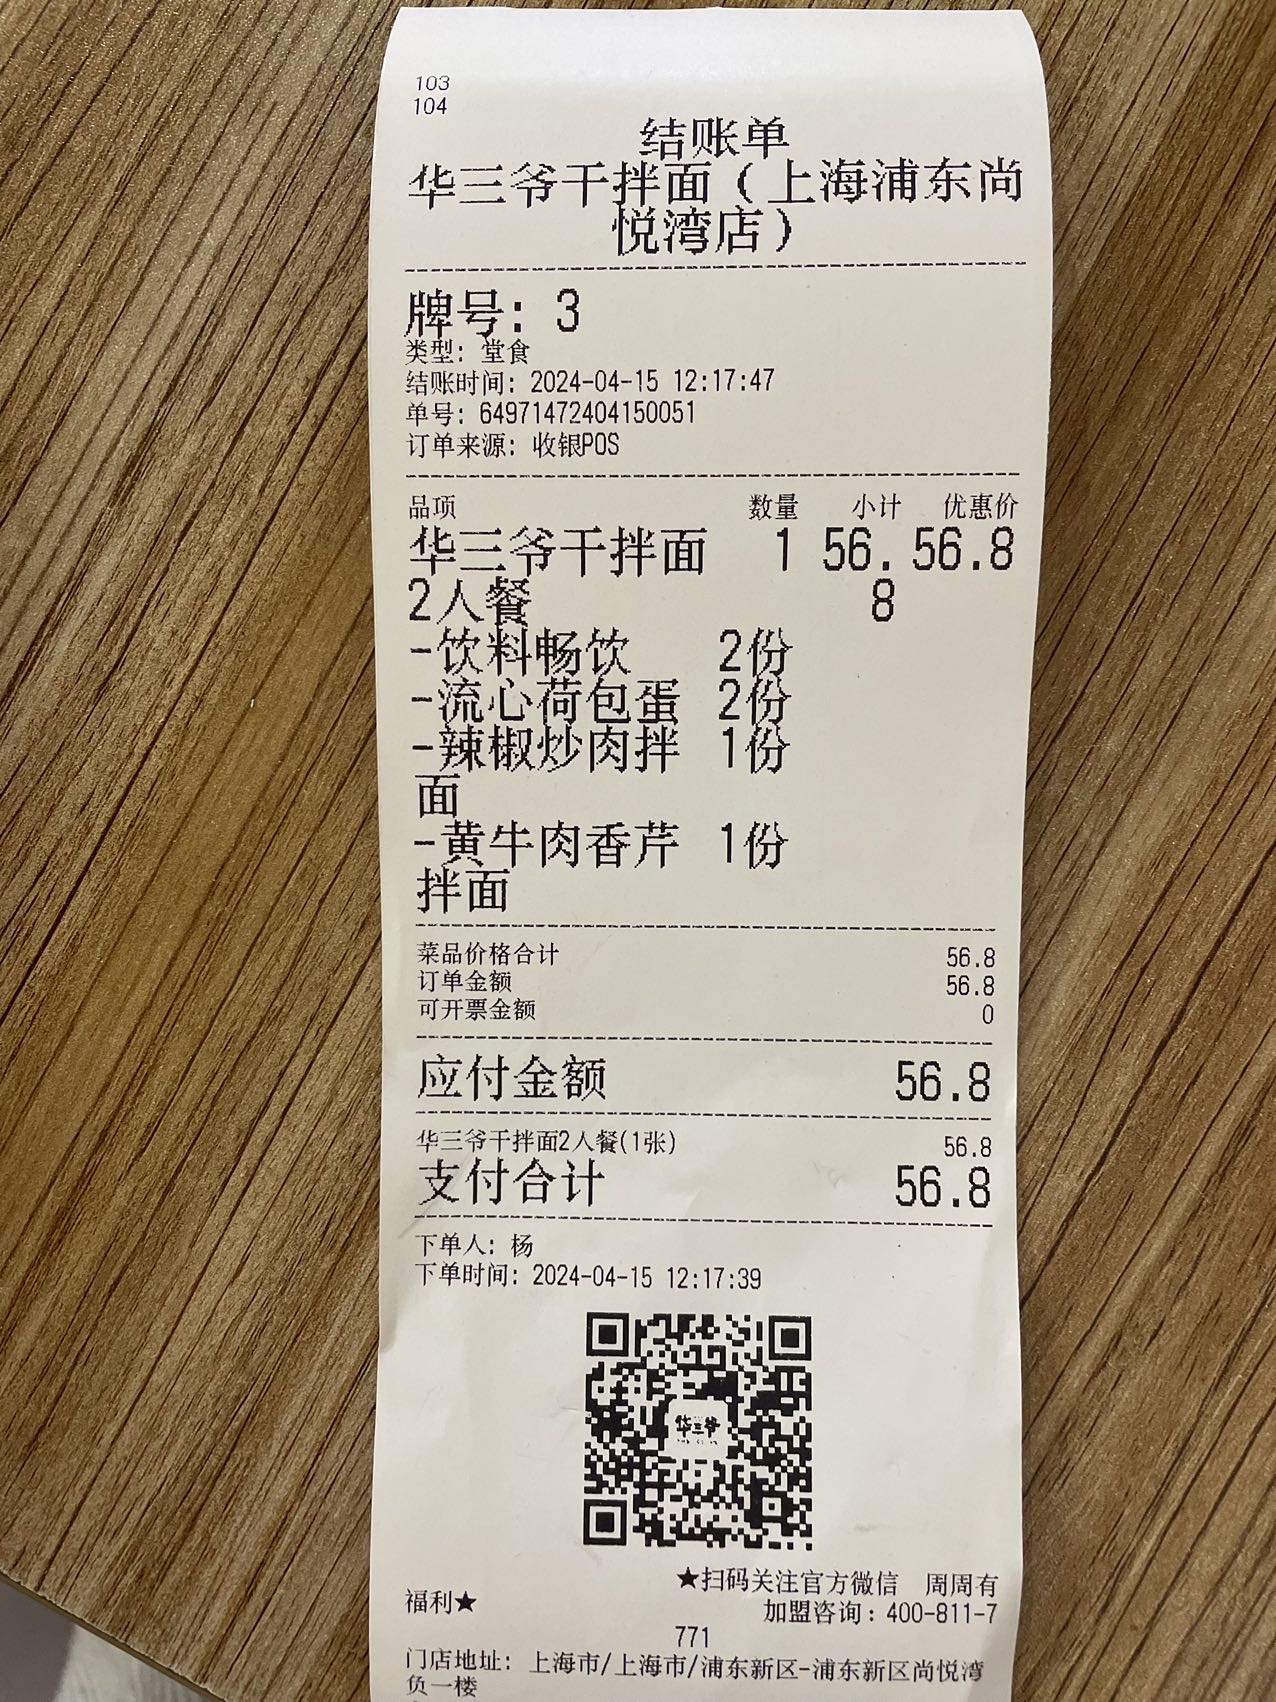 103
104
结账单
华三爷干拌面（上海浦东尚
悦湾店）
牌号：3
类型：堂食
结账时间：2024-04-15 12:17:47
单号：64971472404150051
订单来源：收银POS
品项 数量 小计 优惠价
华三爷干拌面 1 56. 56.8
2人餐 8
-饮料畅饮 2份
-流心荷包蛋 2份
-辣椒炒肉拌 1份
面
-黄牛肉香芹 1份
拌面
菜品价格合计 56.8
订单金额 56.8
可开票金额 0
应付金额 56.8
华三爷干拌面2人餐(1张) 56.8
支付合计 56.8
下单人：杨
下单时间：2024-04-15 12:17:39
华三爷
★扫码关注官方微信 周周有
福利★
加盟咨询：400-811-7
771
门店地址：上海市/上海市/浦东新区-浦东新区尚悦湾
负一楼